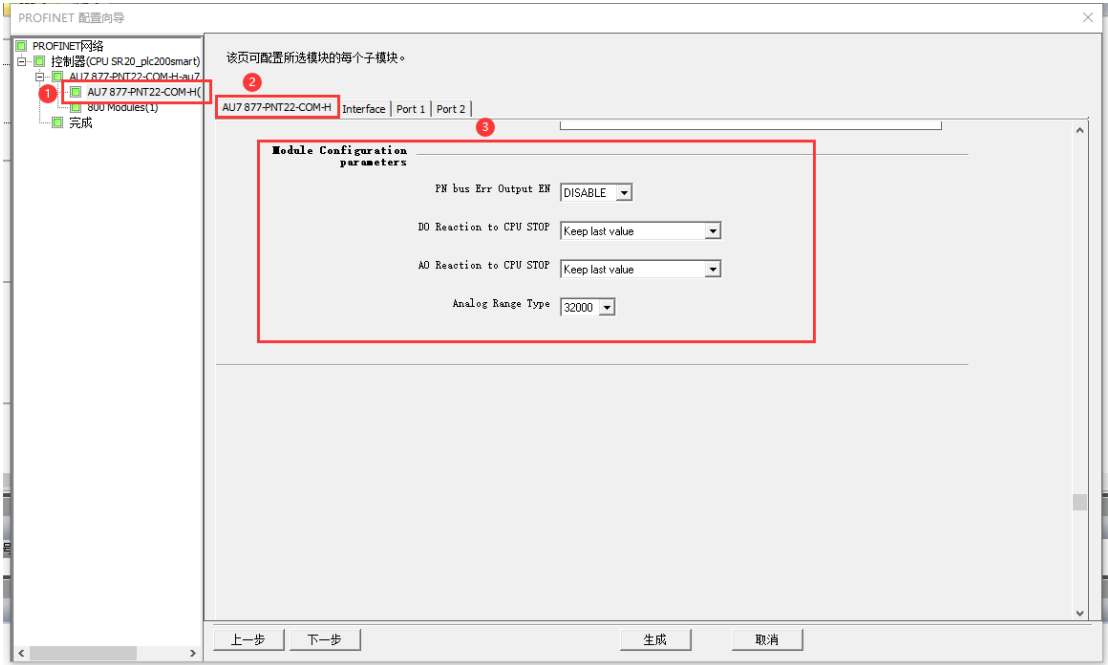 PROFINET 配置向导
PROFINET网络
控制器(CPU SR20_plc200smart)
AU7 877-PNT22-COM-H-au7
1
AU7 877-PNT22-COM-H(
800 Modules(1)
完成
该页可配置所选模块的每个子模块。
2
AU7 877-PNT22-COM-H Interface Port 1 Port 2
3
Module Configuration
parameters
PN bus Err Output EN DISABLE
DO Reaction to CPU STOP Keep last value
AO Reaction to CPU STOP Keep last value
Analog Range Type 32000
上一步 下一步 生成 取消